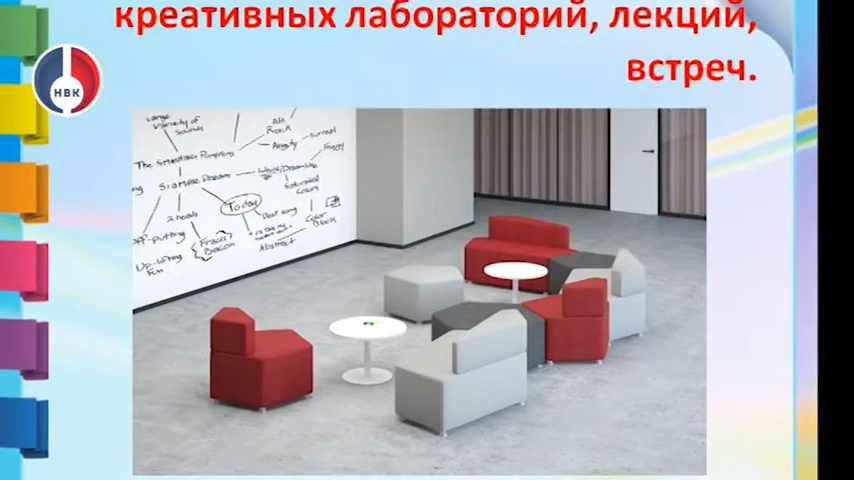 креативных лабораторий, лекций,
встреч.
НВК
Large
variety of
sounds
Alt
Rock
Angsty
surreal
Foggy
The Smashing Pumpkins
Siamese Dream
Saturated
Colors
Today
2 heads
Best song
Color
Block
off-putting
Francis
Bacon
Abstract
Up-lifting
Fun